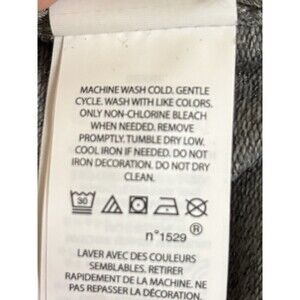 MACHINE WASH COLD. GENTLE
CYCLE. WASH WITH LIKE COLORS.
ONLY NON-CHLORINE BLEACH
WHEN NEEDED. REMOVE
PROMPTLY. TUMBLE DRY LOW.
COOL IRON IF NEEDED. DO NOT
IRON DECORATION. DO NOT DRY
CLEAN.
30
®
n°1529
LAVER AVEC DES COULEURS
SEMBLABLES. RETIRER
RAPIDEMENT DE LA MACHINE. NE
PAS REPASSER LA DÉCORATION.